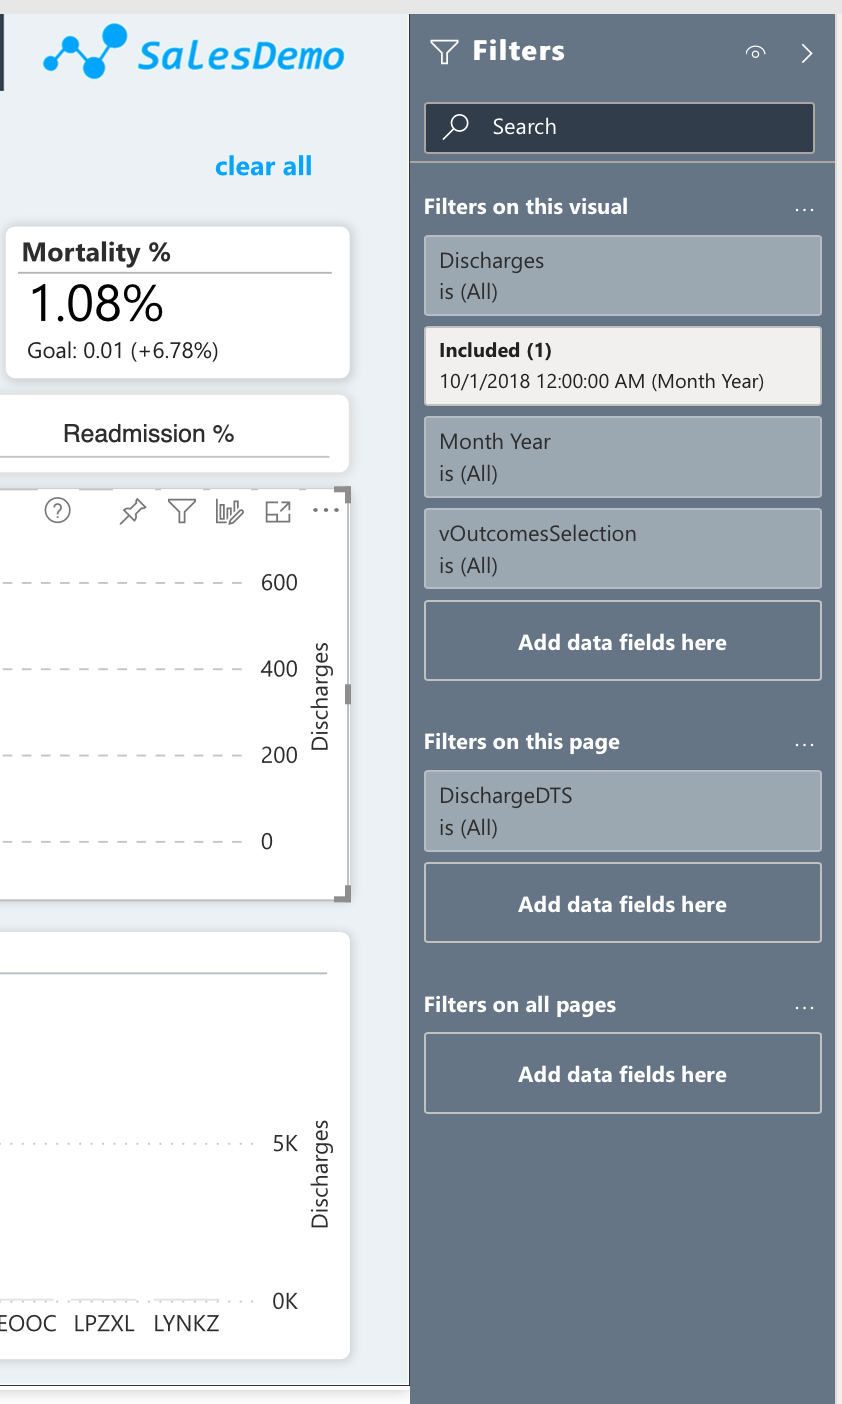 SalesDemo
clear all
Mortality %
1.08%
Goal: 0.01 (+6.78%)
Readmission %
?
600
400
200
0
Discharges
5K
0K
Discharges
EOOC LPZXL LYNKZ
Filters
Search
Filters on this visual
Discharges
is (All)
Included (1)
10/1/2018 12:00:00 AM (Month Year)
Month Year
is (All)
vOutcomesSelection
is (All)
Add data fields here
Filters on this page
DischargeDTS
is (All)
Add data fields here
Filters on all pages
Add data fields here